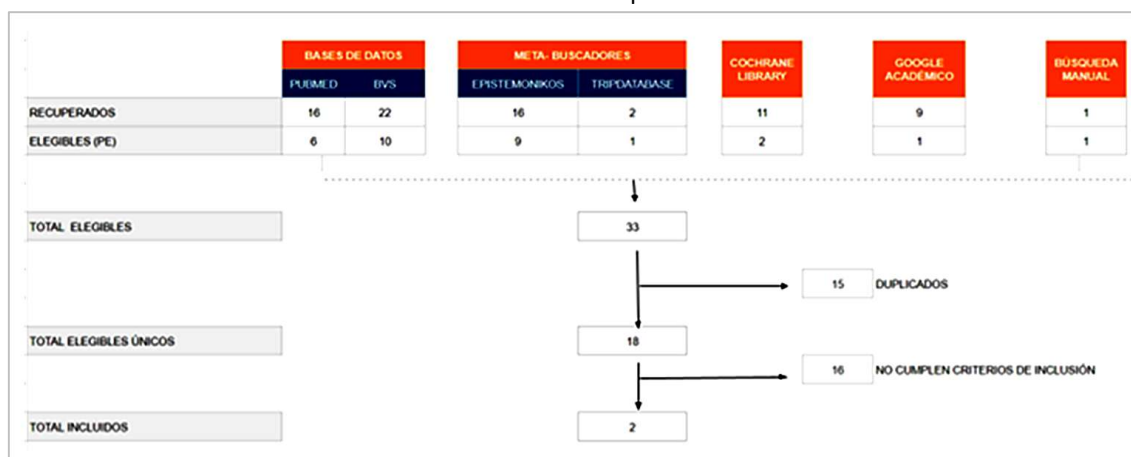 BASES DE DATOS
META- BUSCADORES
COCHRANE
LIBRARY
GOOGLE
ACADÉMICO
BÚSQUEDA
MANUAL
PUBMED BVS EPISTEMONIKOS TRIPDATABASE
RECUPERADOS 16 22 16 2 11 9 1
ELEGIBLES (PE) 6 10 9 1 2 1 1
TOTAL ELEGIBLES 33
15 DUPLICADOS
TOTAL ELEGIBLES ÚNICOS 18
16 NO CUMPLEN CRITERIOS DE INCLUSIÓN
TOTAL INCLUIDOS 2